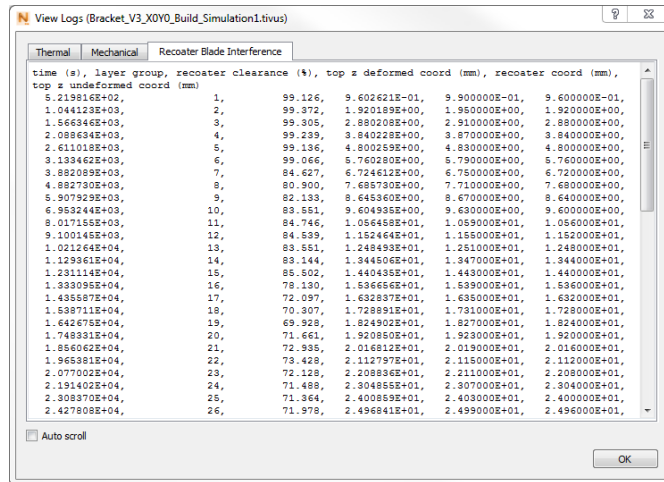 View Logs (Bracket_V3_X0Y0_Build_Simulation1.tivus)
Thermal Mechanical Recoater Blade Interference
time (s), layer group, recoater clearance (%), top z deformed coord (mm), recoater coord (mm),
top z undeformed coord (mm)
5.219816E+02, 1, 99.126, 9.602621E-01, 9.900000E-01, 9.600000E-01,
1.044123E+03, 2, 99.372, 1.920189E+00, 1.950000E+00, 1.920000E+00,
1.566346E+03, 3, 99.305, 2.880208E+00, 2.910000E+00, 2.880000E+00,
2.088634E+03, 4, 99.239, 3.840228E+00, 3.870000E+00, 3.840000E+00,
2.611018E+03, 5, 99.136, 4.800259E+00, 4.830000E+00, 4.800000E+00,
3.133462E+03, 6, 99.066, 5.760280E+00, 5.790000E+00, 5.760000E+00,
3.882089E+03, 7, 84.627, 6.724612E+00, 6.750000E+00, 6.720000E+00,
4.882730E+03, 8, 80.900, 7.685730E+00, 7.710000E+00, 7.680000E+00,
5.907929E+03, 9, 82.133, 8.645360E+00, 8.670000E+00, 8.640000E+00,
6.953244E+03, 10, 83.551, 9.604935E+00, 9.630000E+00, 9.600000E+00,
8.017155E+03, 11, 84.746, 1.056458E+01, 1.059000E+01, 1.056000E+01,
9.100145E+03, 12, 84.539, 1.152464E+01, 1.155000E+01, 1.152000E+01,
1.021264E+04, 13, 83.551, 1.248493E+01, 1.251000E+01, 1.248000E+01,
1.129361E+04, 14, 83.144, 1.344506E+01, 1.347000E+01, 1.344000E+01,
1.231114E+04, 15, 85.502, 1.440435E+01, 1.443000E+01, 1.440000E+01,
1.333095E+04, 16, 78.130, 1.536656E+01, 1.539000E+01, 1.536000E+01,
1.435587E+04, 17, 72.097, 1.632837E+01, 1.635000E+01, 1.632000E+01,
1.538711E+04, 18, 70.307, 1.728891E+01, 1.731000E+01, 1.728000E+01,
1.642675E+04, 19, 69.928, 1.824902E+01, 1.827000E+01, 1.824000E+01,
1.748331E+04, 20, 71.661, 1.920850E+01, 1.923000E+01, 1.920000E+01,
1.856062E+04, 21, 72.935, 2.016812E+01, 2.019000E+01, 2.016000E+01,
1.965381E+04, 22, 73.428, 2.112797E+01, 2.115000E+01, 2.112000E+01,
2.077002E+04, 23, 72.128, 2.208836E+01, 2.211000E+01, 2.208000E+01,
2.191402E+04, 24, 71.488, 2.304855E+01, 2.307000E+01, 2.304000E+01,
2.308370E+04, 25, 71.364, 2.400859E+01, 2.403000E+01, 2.400000E+01,
2.427808E+04, 26, 71.978, 2.496841E+01, 2.499000E+01, 2.496000E+01,
Auto scroll
OK